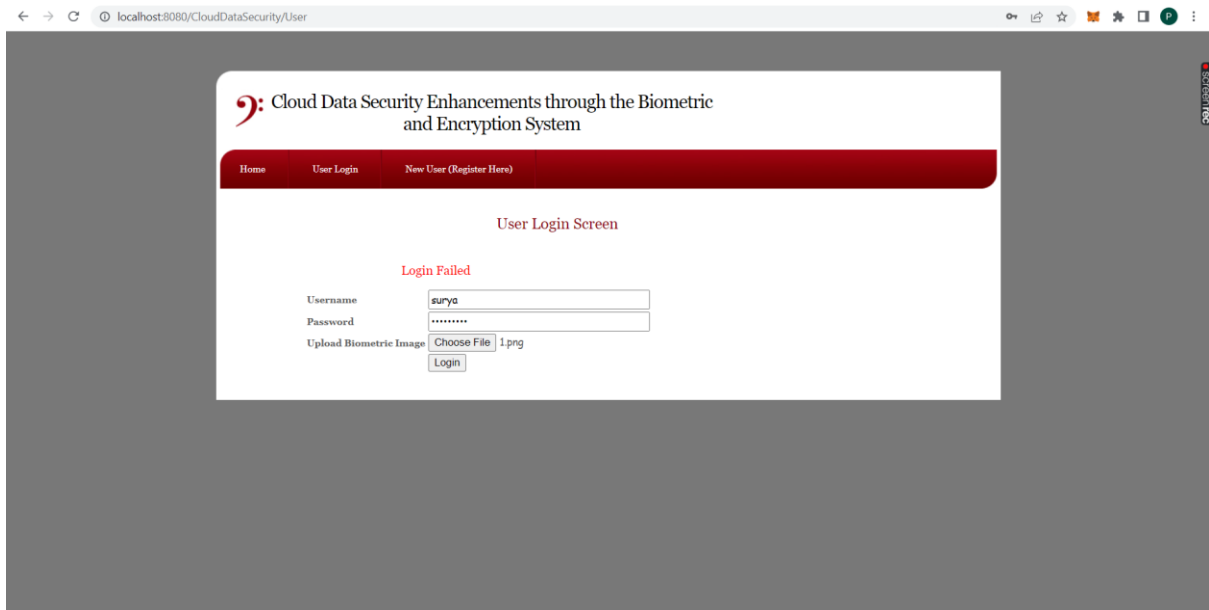 localhost:8080/CloudDataSecurity/User
P
screenrec
Cloud Data Security Enhancements through the Biometric
and Encryption System
Home User Login New User (Register Here)
User Login Screen
Login Failed
Username surya
Password •••••••••
Upload Biometric Image Choose File 1.png
Login